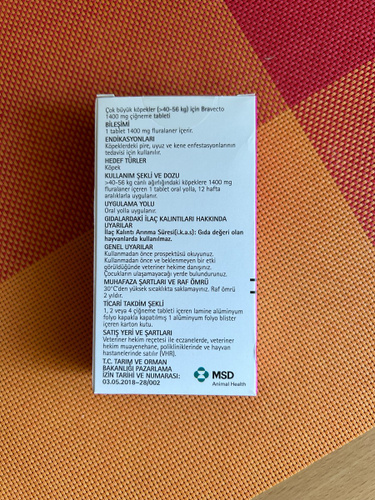 Çok büyük köpekler (>40-56 kg) için Bravecto
1400 mg çiğneme tableti
BİLEŞİMİ
1 tablet 1400 mg fluralaner içerir.
ENDİKASYONLARI
Köpeklerdeki pire, uyuz ve kene enfestasyonlarının
tedavisi için kullanılır.
HEDEF TÜRLER
Köpek
KULLANIM ŞEKLİ VE DOZU
>40-56 kg canlı ağırlığındaki köpeklere 1400 mg
fluralaner içeren 1 tablet oral yolla, 12 hafta
aralıklarla uygulanır.
UYGULAMA YOLU
Oral yolla uygulanır.
GIDALARDAKİ İLAÇ KALINTILARI HAKKINDA
UYARILAR
İlaç Kalıntı Arınma Süresi(i.k.a.s): Gıda değeri olan
hayvanlarda kullanılmaz.
GENEL UYARILAR
Kullanmadan önce prospektüsü okuyunuz.
Kullanmadan önce ve beklenmeyen bir etki
görüldüğünde veteriner hekime danışınız.
Çocukların ulaşamayacağı yerde bulundurunuz.
MUHAFAZA ŞARTLARI VE RAF ÖMRÜ
30°C'den yüksek sıcaklıkta saklamayınız. Raf ömrü
2 yıldır.
TİCARİ TAKDİM ŞEKLİ
1, 2 veya 4 çiğneme tableti içeren lamine alüminyum
folyo kapakla kapatılmış 1 alüminyum folyo blister
içeren karton kutu.
SATIŞ YERİ VE ŞARTLARI
Veteriner hekim reçetesi ile eczanelerde, veteriner
hekim muayenehane, poliklinikleride ve hayvan
hastanelerinde satılır (VHR).
T.C. TARIM VE ORMAN
BAKANLIĞI PAZARLAMA
İZİN TARİHİ VE NUMARASI:
03.05.2018-28/002
MSD
Animal Health